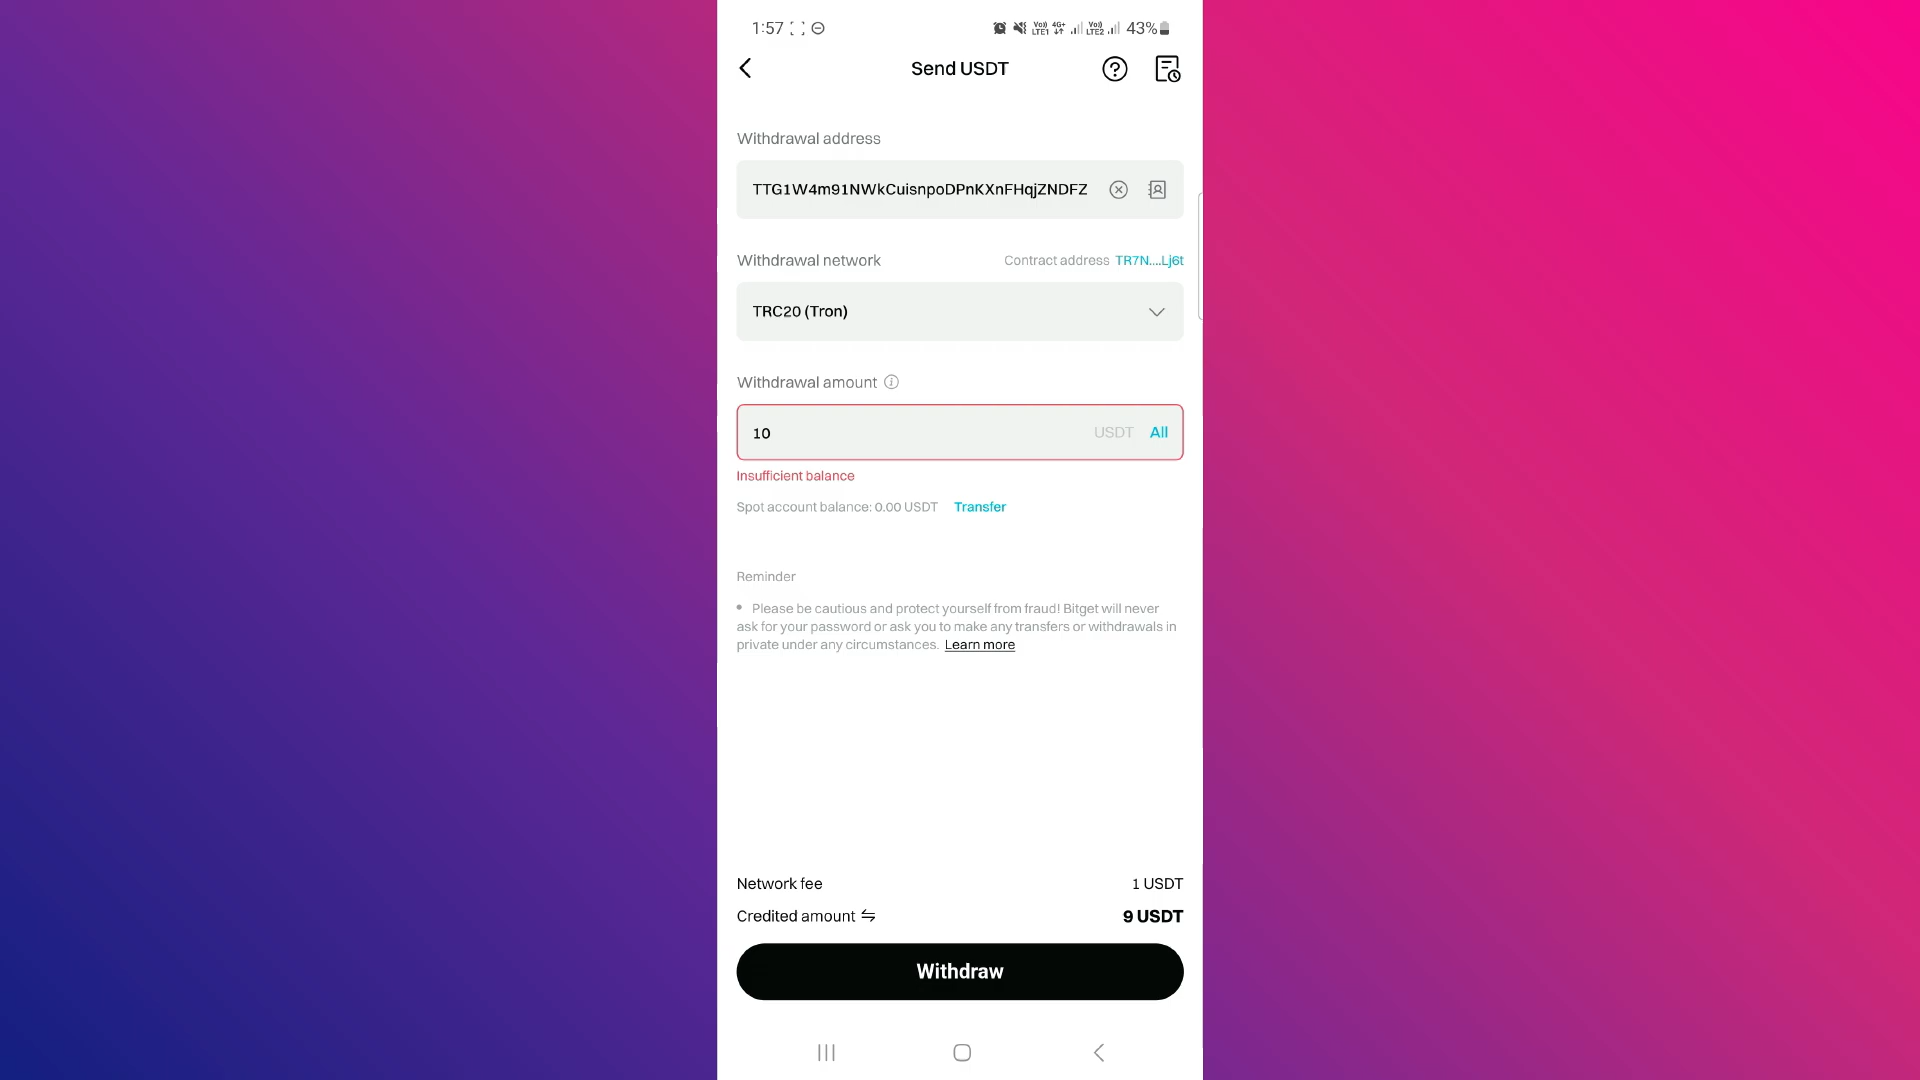 1:57 43%
Send USDT
Withdrawal address
TTG1W4m91NWkCuisnpoDPnKXnFHqjZNDFZ
Withdrawal network Contract address TR7N....Lj6t
TRC20 (Tron)
Withdrawal amount
10 USDT All
Insufficient balance
Spot account balance: 0.00 USDT Transfer
Reminder
• Please be cautious and protect yourself from fraud! Bitget will never
ask for your password or ask you to make any transfers or withdrawals in
private under any circumstances. Learn more
Network fee 1 USDT
Credited amount 9 USDT
Withdraw